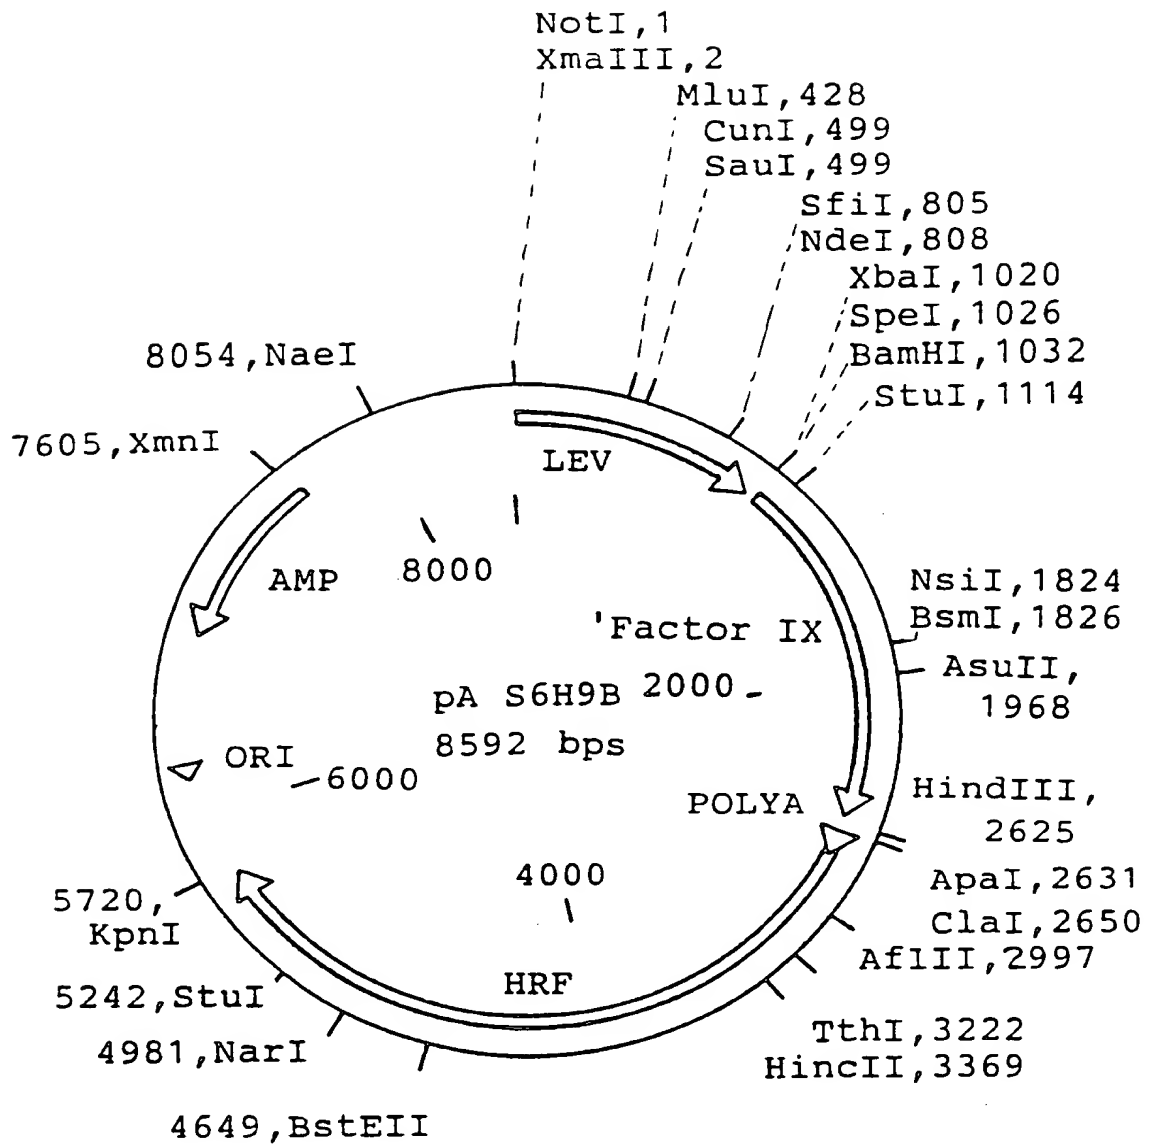 NotI,1
XmaIII,2
MluI,428
CunI,499
SauI,499
SfiI,805
NdeI,808
XbaI,1020
SpeI,1026
BamHI,1032
StuI,1114
8054,NaeI
7605,XmnI
LEV
8000
AMP
NsiI,1824
BsmI,1826
'Factor IX
AsuII,
1968
pA S6H9B
8592 bps
2000
ORI
6000
POLYA
HindIII,
2625
ApaI,2631
ClaI,2650
AflII,2997
4000
5720,
KpnI
HRF
5242,StuI
4981,NarI
TthI,3222
HincII,3369
4649,BstEII